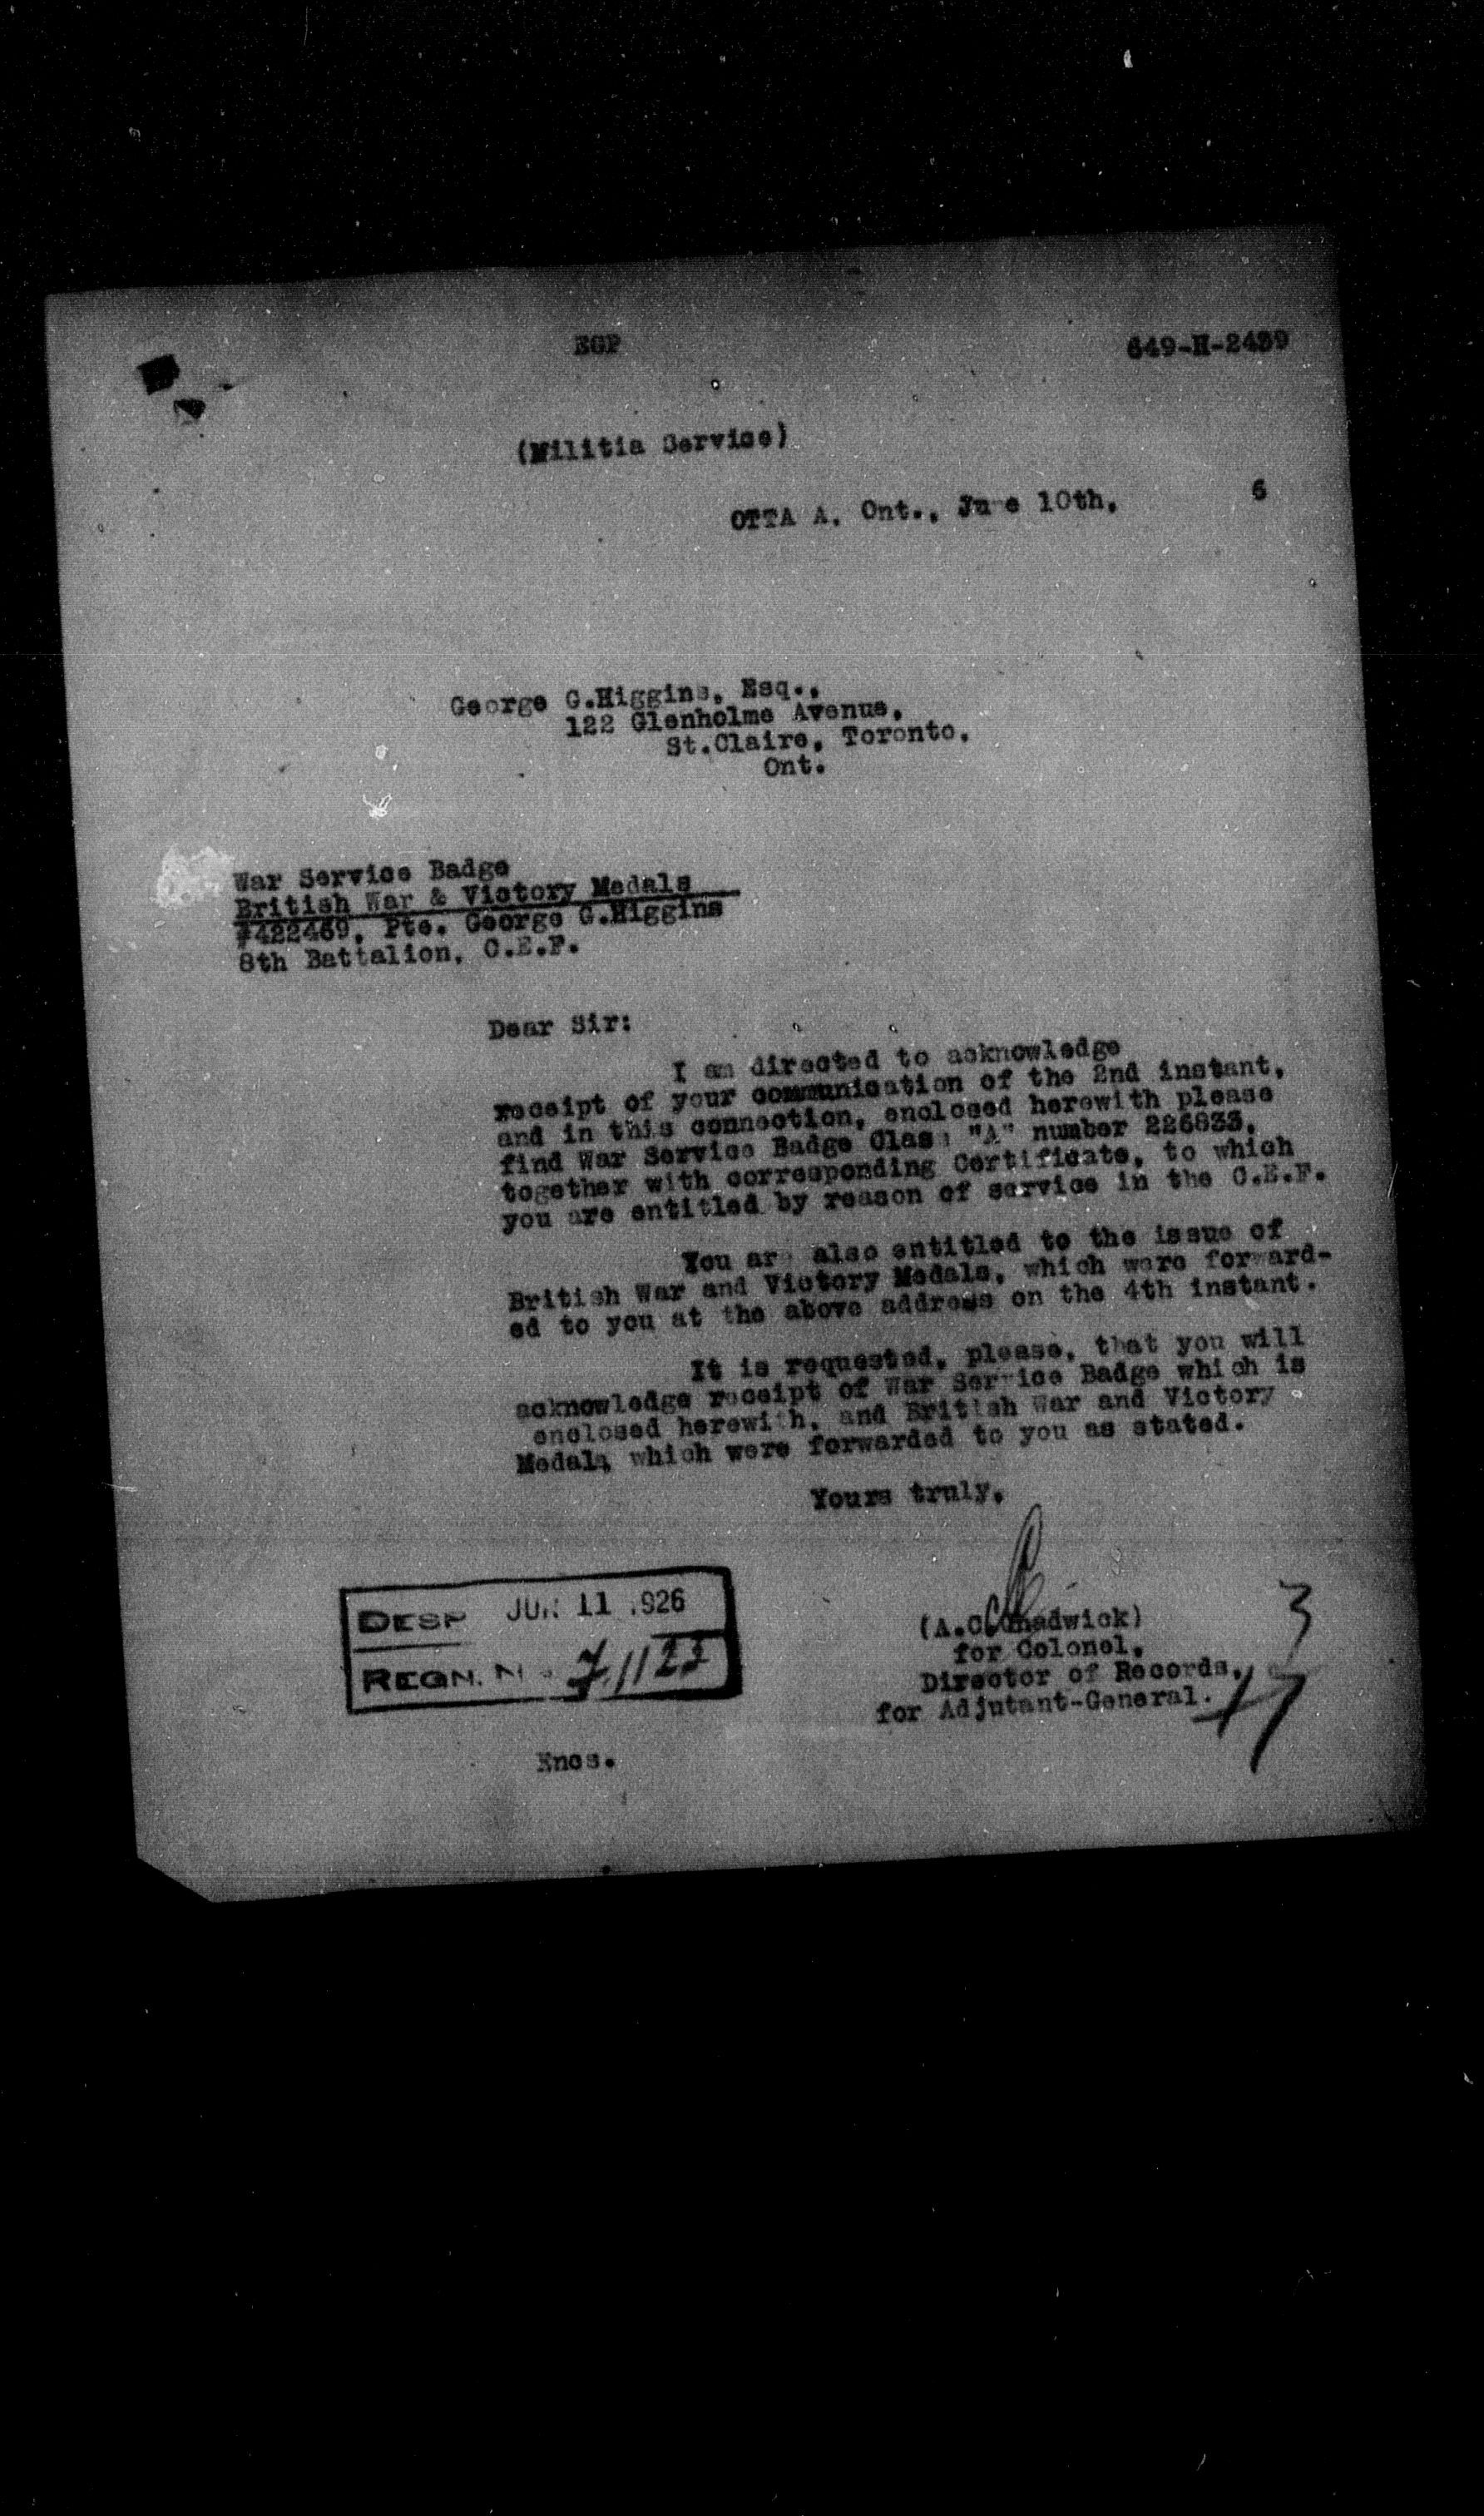 EGP
649-H-2439
(Militia Service)
OTTA A, Ont., Ju e 10th, 6
George G.Higgins, Esq.,
122 Glenholme Avenue,
St.Claire, Toronto,
Ont.
War Service Badge
British War & Victory Medals
#422469, Pte. George G.Higgins
8th Battalion, C.E.F.
Dear Sir:
I am directed to acknowledge
receipt of your communication of the 2nd instant,
and in this connection, enclosed herewith please
find War Service Badge Clas "A" number 226833,
together with corresponding Certificate, to which
you are entitled by reason of service in the C.E.F.
You ar also entitled to the issue of
British War and Victory Medals, which were forward-
ed to you at the above address on the 4th instant.
It is requested, please, that you will
acknowledge receipt of War Service Badge which is
enclosed herewith, and British War and Victory
Medals which were forwarded to you as stated.
Yours truly,
(A.C.Chadwick)
for Colonel,
Director of Records,
for Adjutant-General.
DESP JUN 11 1926
REGN. N
Encs.